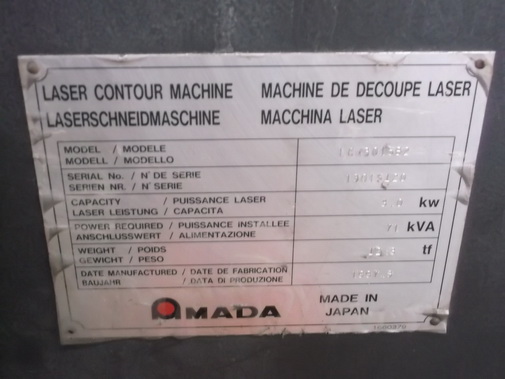 LASER CONTOUR MACHINE MACHINE DE DECOUPE LASER
LASERSCHNEIDMASCHINE MACCHINA LASER
MODEL / MODELE
MODELL / MODELLO
SERIAL No. / N° DE SERIE
SERIEN NR. / N° SERIE
CAPACITY / PUISSANCE LASER kw
LASER LEISTUNG / CAPACITA
POWER REQUIRED / PUISSANCE INSTALLEE kVA
ANSCHLUSSWERT / ALIMENTAZIONE
WEIGHT / POIDS tf
GEWICHT / PESO
DATE MANUFACTURED / DATE DE FABRICATION
BAUJAHR / DATA DI PRODUZIONE
AMADA MADE IN
JAPAN